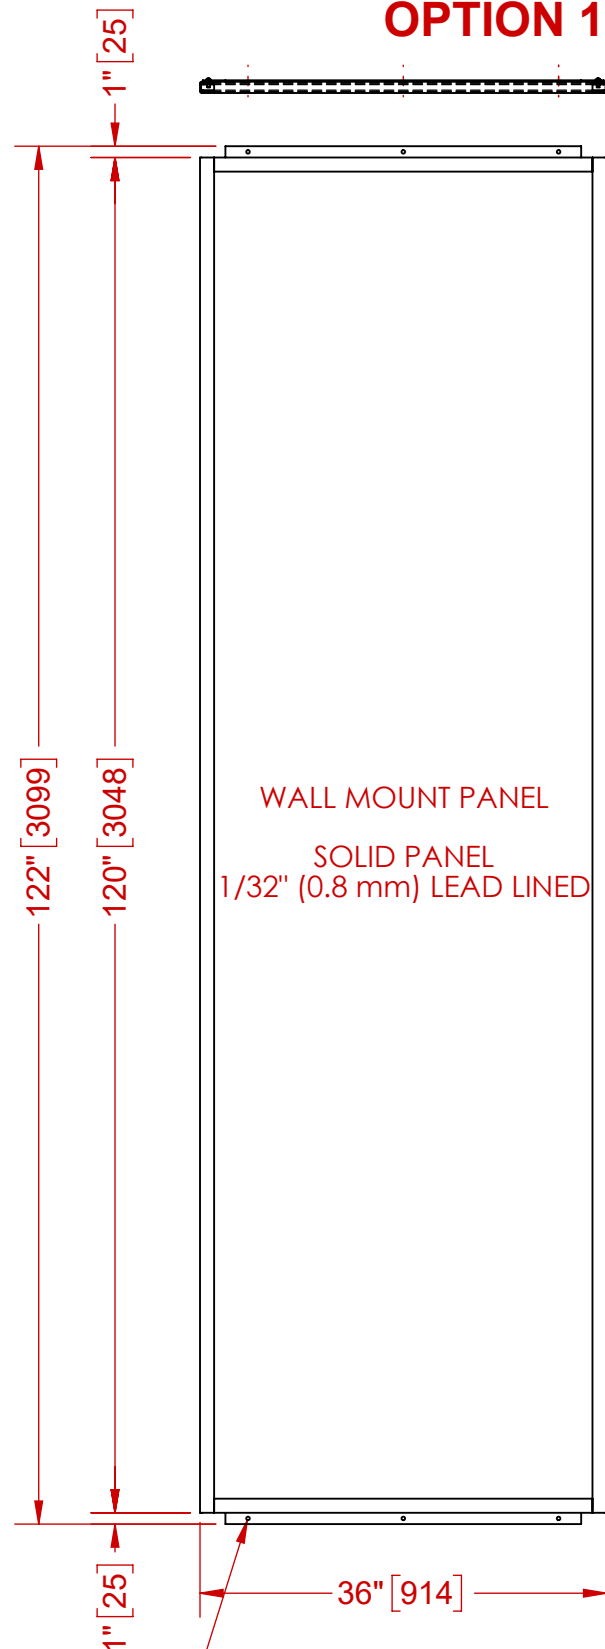 OPTION 1
1" [25]
122" [3099]
120" [3048]
WALL MOUNT PANEL
SOLID PANEL
1/32" (0.8 mm) LEAD LINED
36" [914]
1" [25]